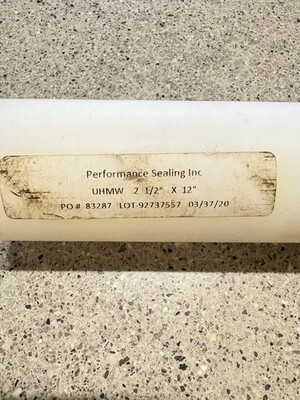 Performance Sealing Inc
UHMW 2 1/2" X 12"
PO # 83287 LOT-92737557 03/37/20